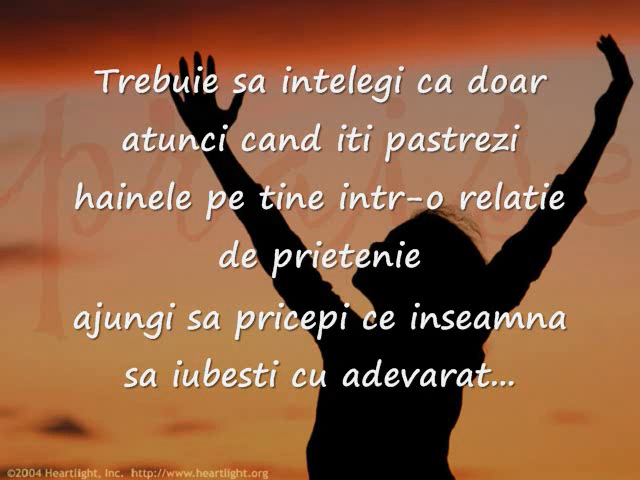 praise
Trebuie sa intelegi ca doar
atunci cand iti pastrezi
hainele pe tine intr-o relatie
de prietenie
ajungi sa pricepi ce inseamna
sa iubesti cu adevarat...
©2004 Heartlight, Inc. http://www.heartlight.org